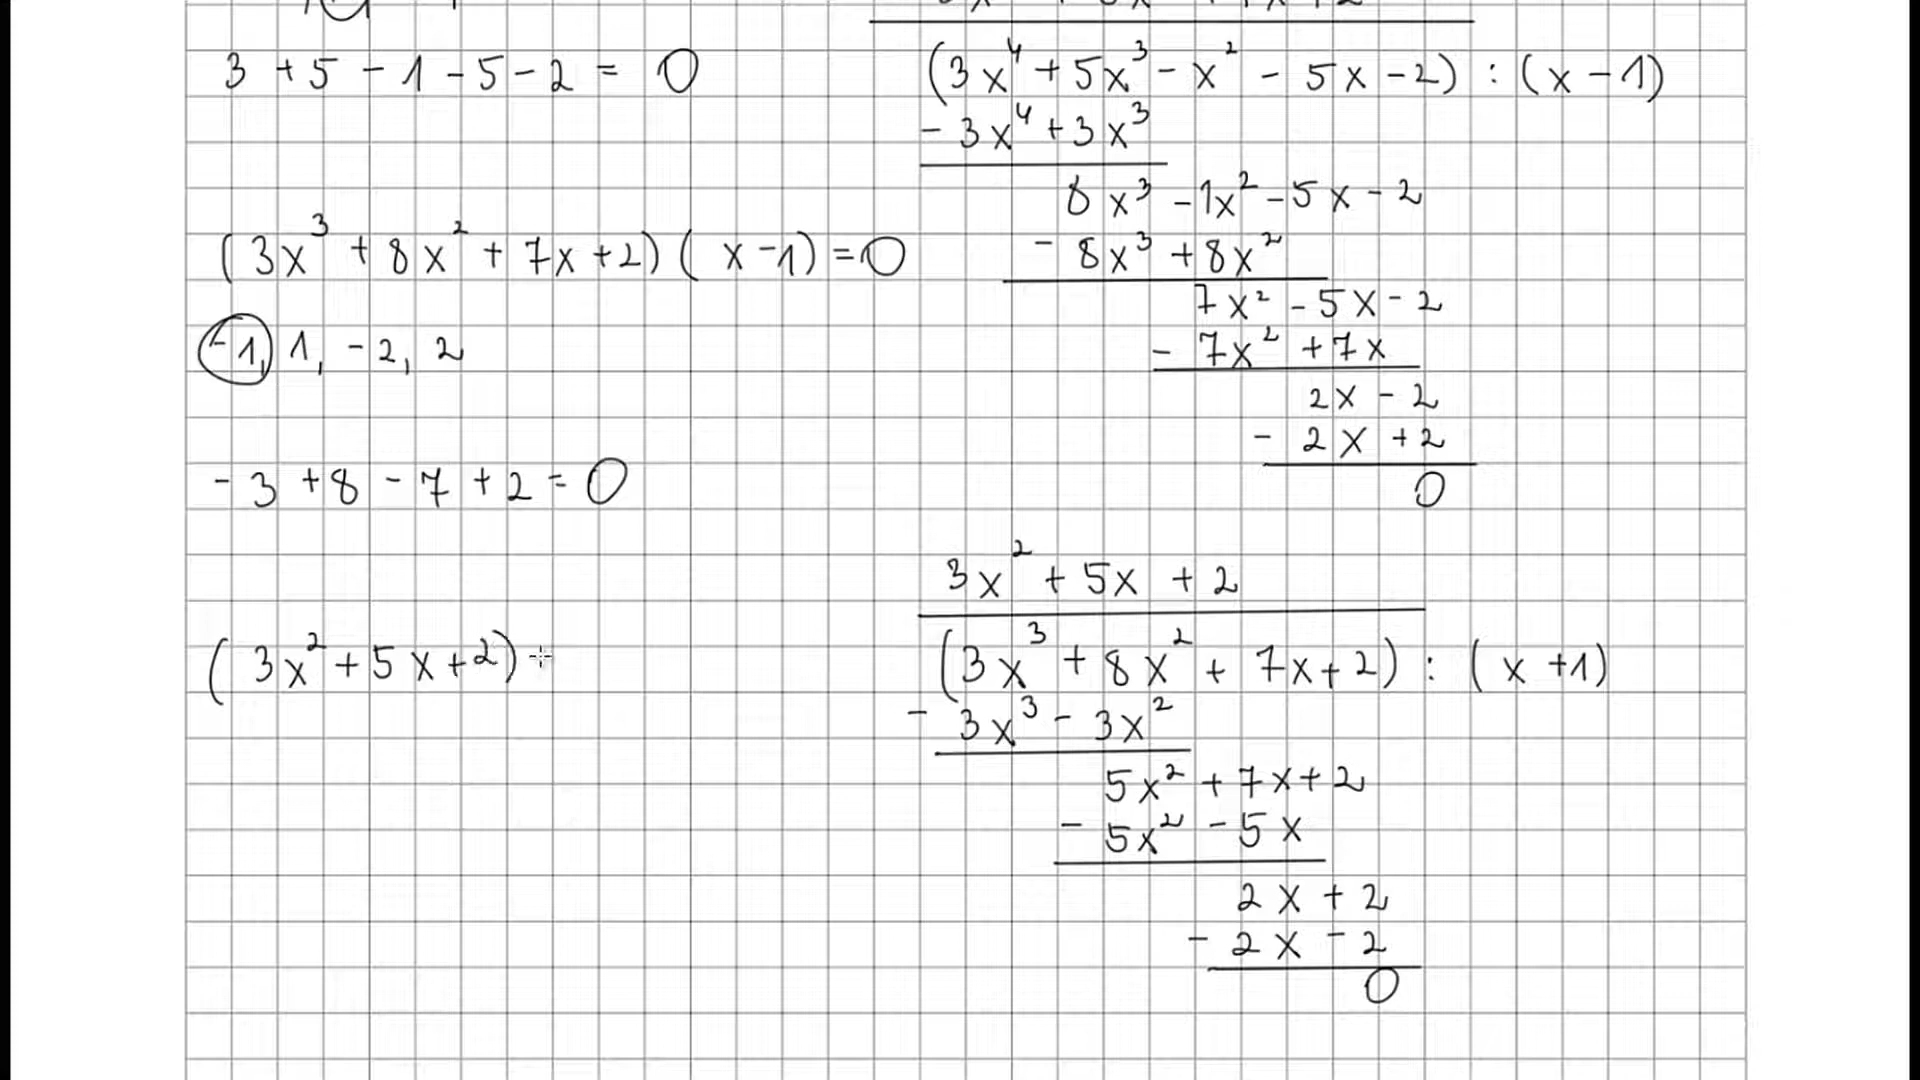 3 + 5 - 1 - 5 - 2 = 0
(3x⁴ + 5x³ - x² - 5x - 2) : (x - 1)
- 3x⁴ + 3x³
8x³ - 1x² - 5x - 2
- 8x³ + 8x²
7x² - 5x - 2
- 7x² + 7x
2x - 2
- 2x + 2
0
(3x³ + 8x² + 7x + 2)(x - 1) = 0
-1, 1, -2, 2
- 3 + 8 - 7 + 2 = 0
3x² + 5x + 2
(3x³ + 8x² + 7x + 2) : (x + 1)
- 3x³ - 3x²
5x² + 7x + 2
- 5x² - 5x
2x + 2
- 2x - 2
0
(3x² + 5x + 2)